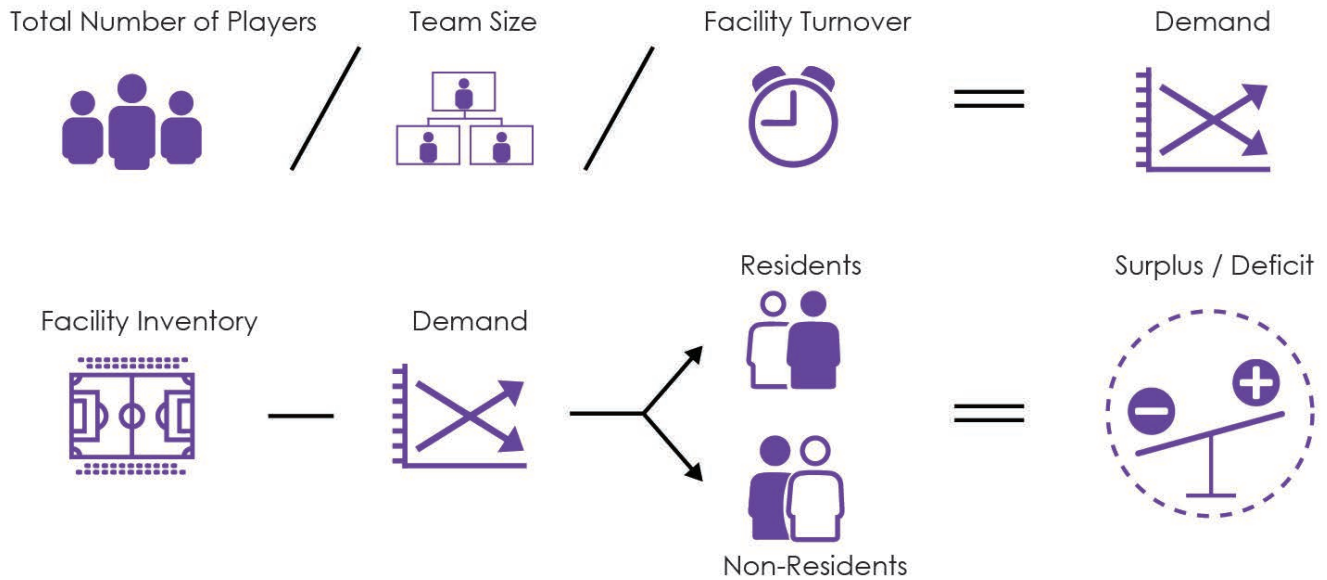 Total Number of Players
Team Size
Facility Turnover
Demand
Facility Inventory
Demand
Residents
Non-Residents
Surplus / Deficit